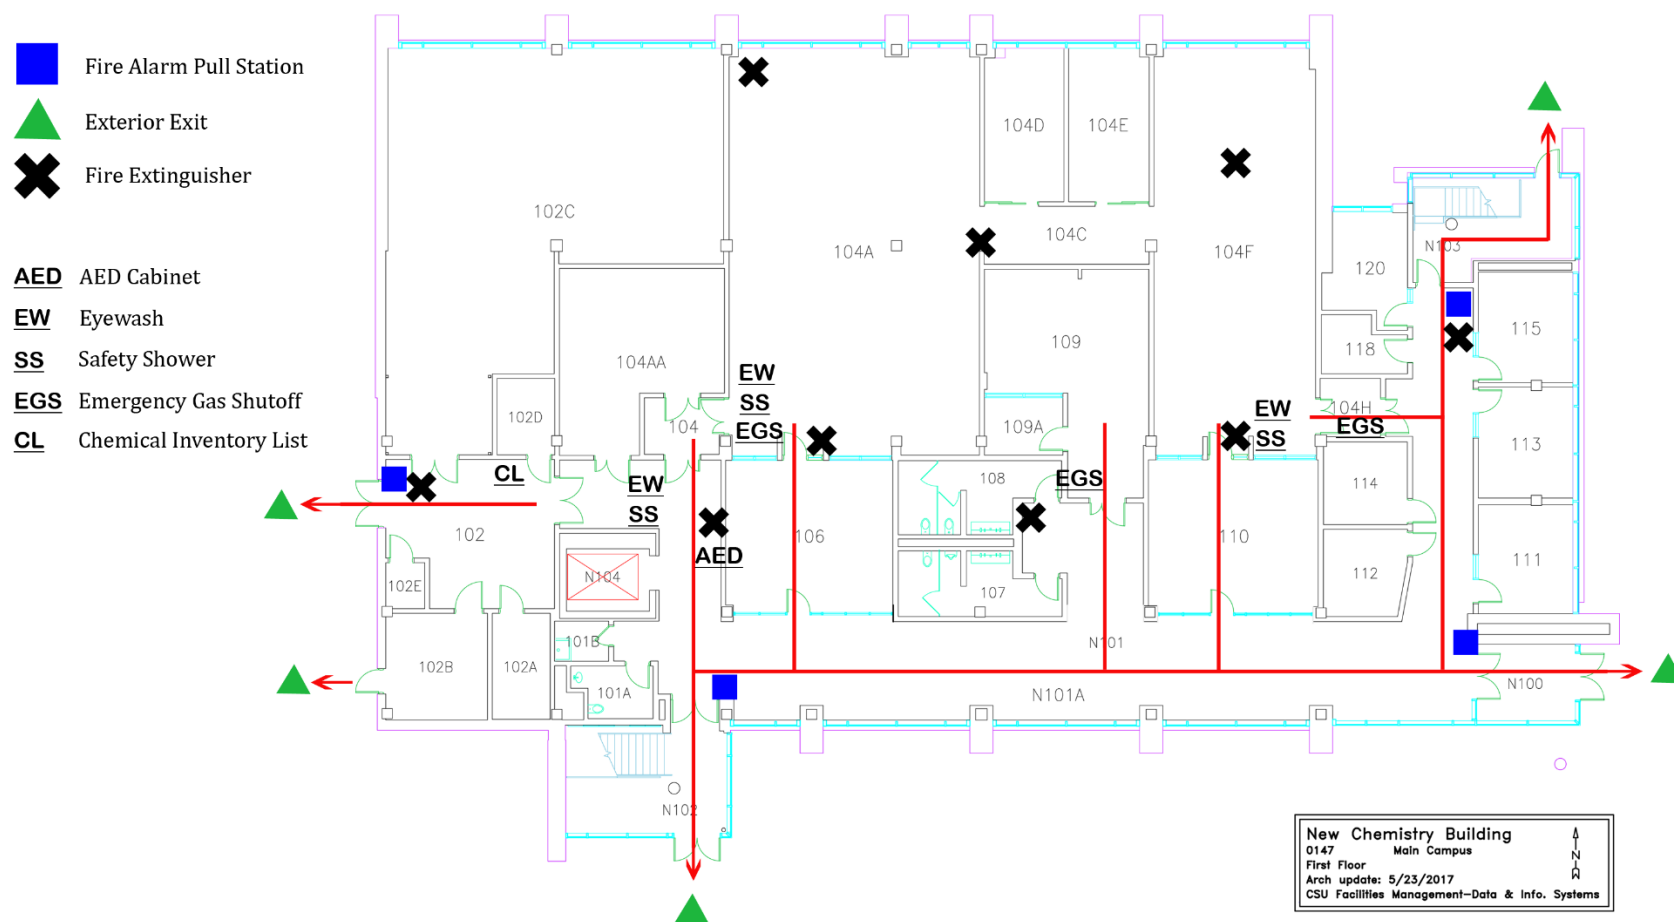 Fire Alarm Pull Station
Exterior Exit
Fire Extinguisher
AED AED Cabinet
EW Eyewash
SS Safety Shower
EGS Emergency Gas Shutoff
CL Chemical Inventory List
104D
104E
102C
104A
104C
104F
N103
120
115
109
118
104AA
EW
SS
EGS
102D
104
109A
EW
SS
104H
EGS
113
CL
EW
SS
108
EGS
114
102
106
110
AED
111
N104
102E
107
112
101B
N101
102B
102A
101A
N101A
N100
N102
New Chemistry Building
0147 Main Campus
First Floor
Arch update: 5/23/2017
CSU Facilities Management-Data & Info. Systems
N